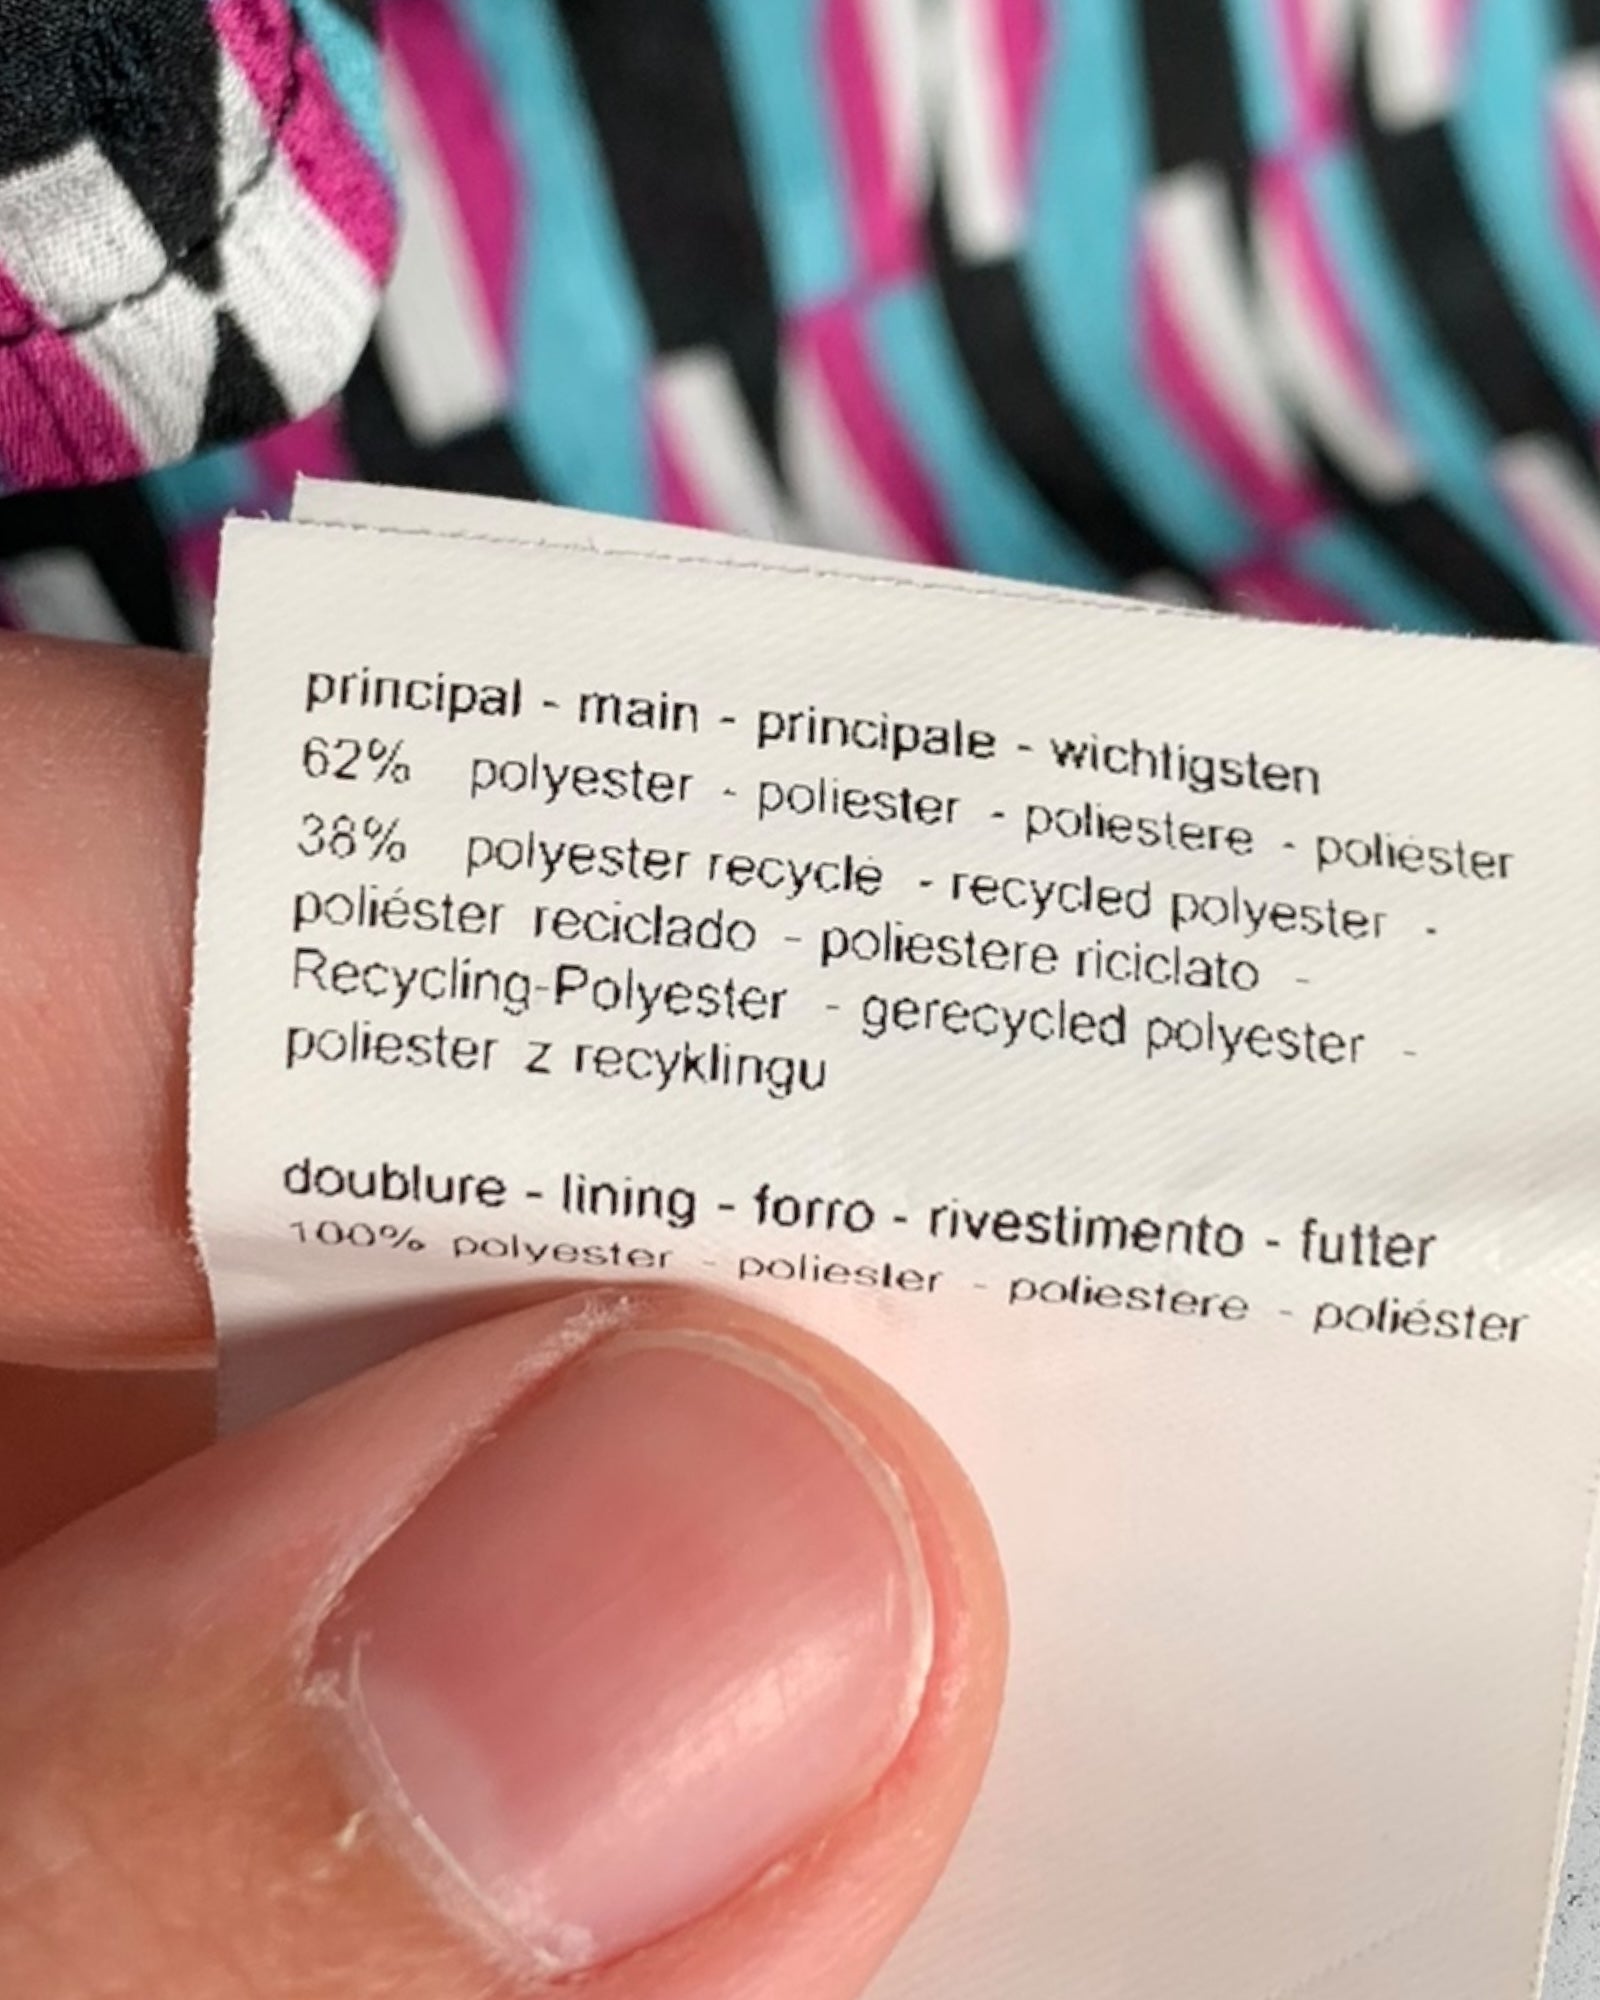 principal - main - principale - wichtigsten
62% polyester - poliester - poliestere - poliéster
38% polyester recyclé - recycled polyester -
poliéster reciclado - poliestere riciclato -
Recycling-Polyester - gerecycled polyester -
poliester z recyklingu
doublure - lining - forro - rivestimento - futter
100% polyester - poliester - poliestere - poliéster